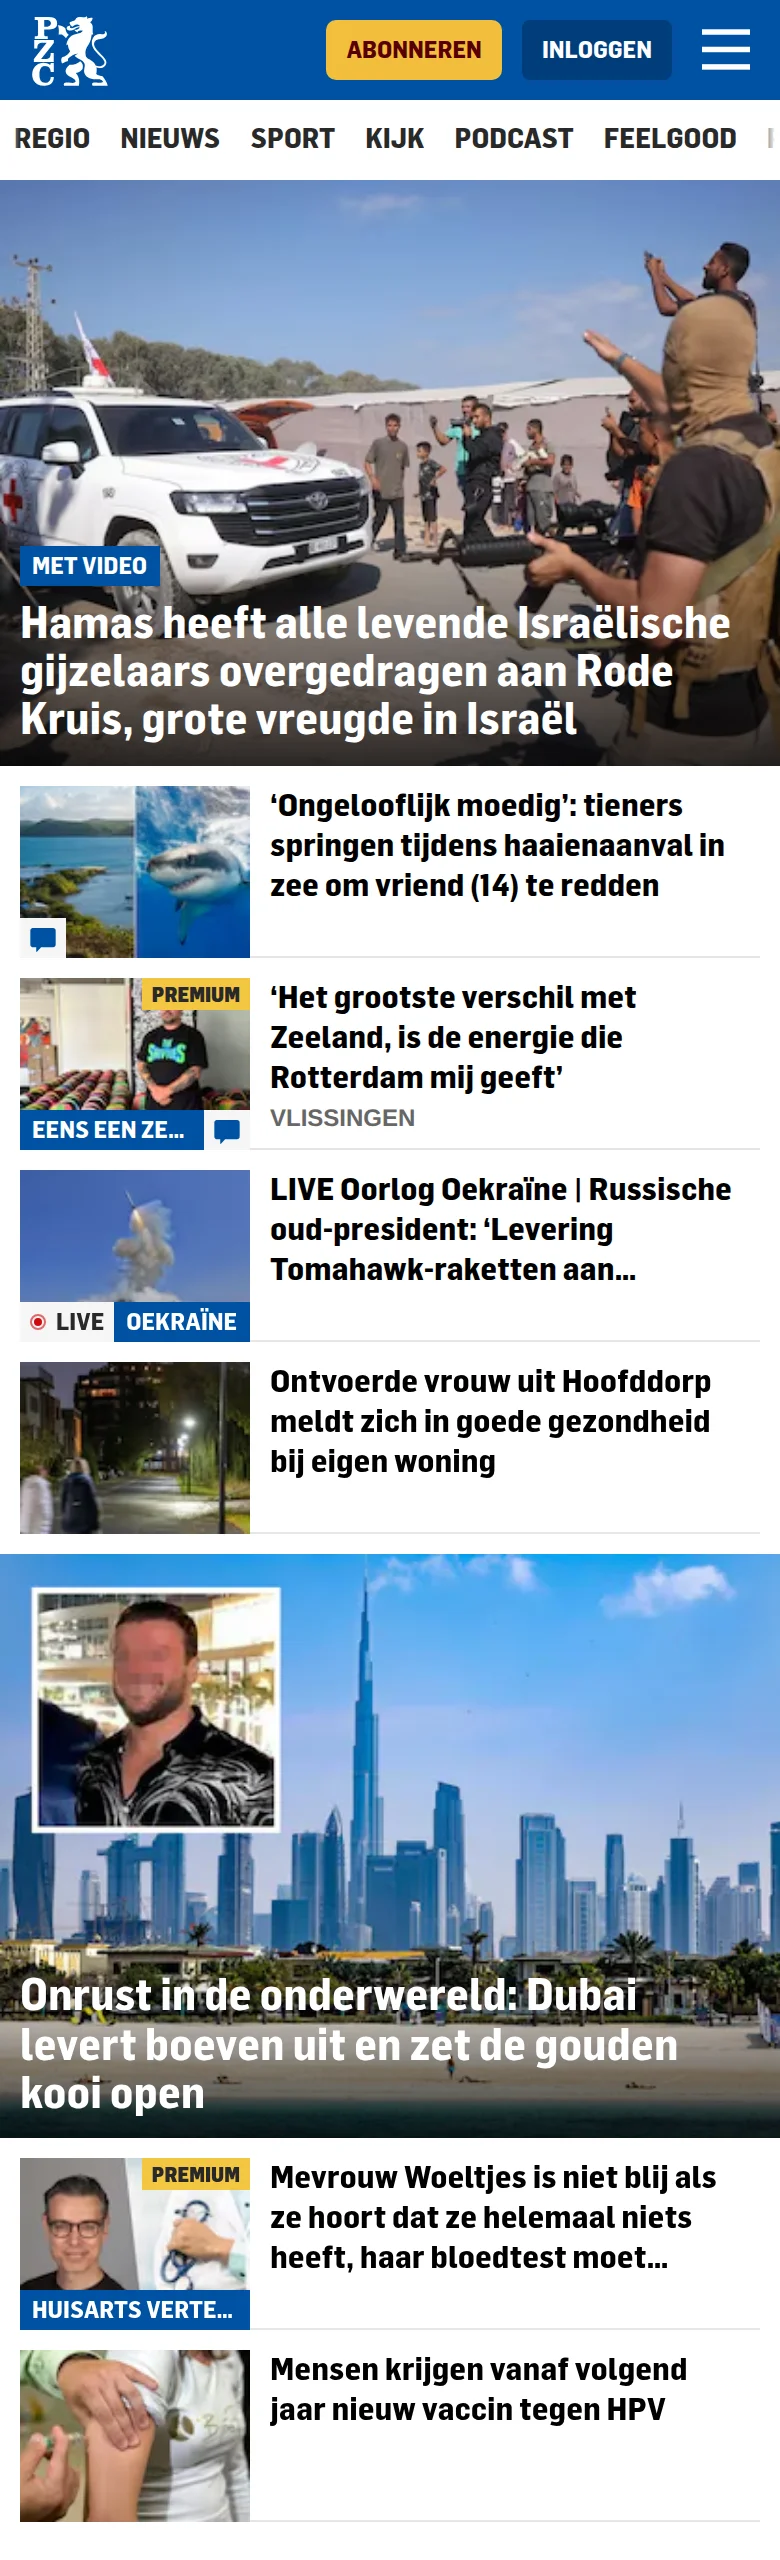 PZC
ABONNEREN
INLOGGEN
REGIO NIEUWS SPORT KIJK PODCAST FEELGOOD
MET VIDEO
Hamas heeft alle levende Israëlische
gijzelaars overgedragen aan Rode
Kruis, grote vreugde in Israël
‘Ongelooflijk moedig’: tieners
springen tijdens haaienaanval in
zee om vriend (14) te redden
PREMIUM
EENS EEN ZE...
‘Het grootste verschil met
Zeeland, is de energie die
Rotterdam mij geeft’
VLISSINGEN
LIVE OEKRAÏNE
LIVE Oorlog Oekraïne | Russische
oud-president: ‘Levering
Tomahawk-raketten aan...
Ontvoerde vrouw uit Hoofddorp
meldt zich in goede gezondheid
bij eigen woning
Onrust in de onderwereld: Dubai
levert boeven uit en zet de gouden
kooi open
PREMIUM
HUISARTS VERTE...
Mevrouw Woeltjes is niet blij als
ze hoort dat ze helemaal niets
heeft, haar bloedtest moet...
Mensen krijgen vanaf volgend
jaar nieuw vaccin tegen HPV